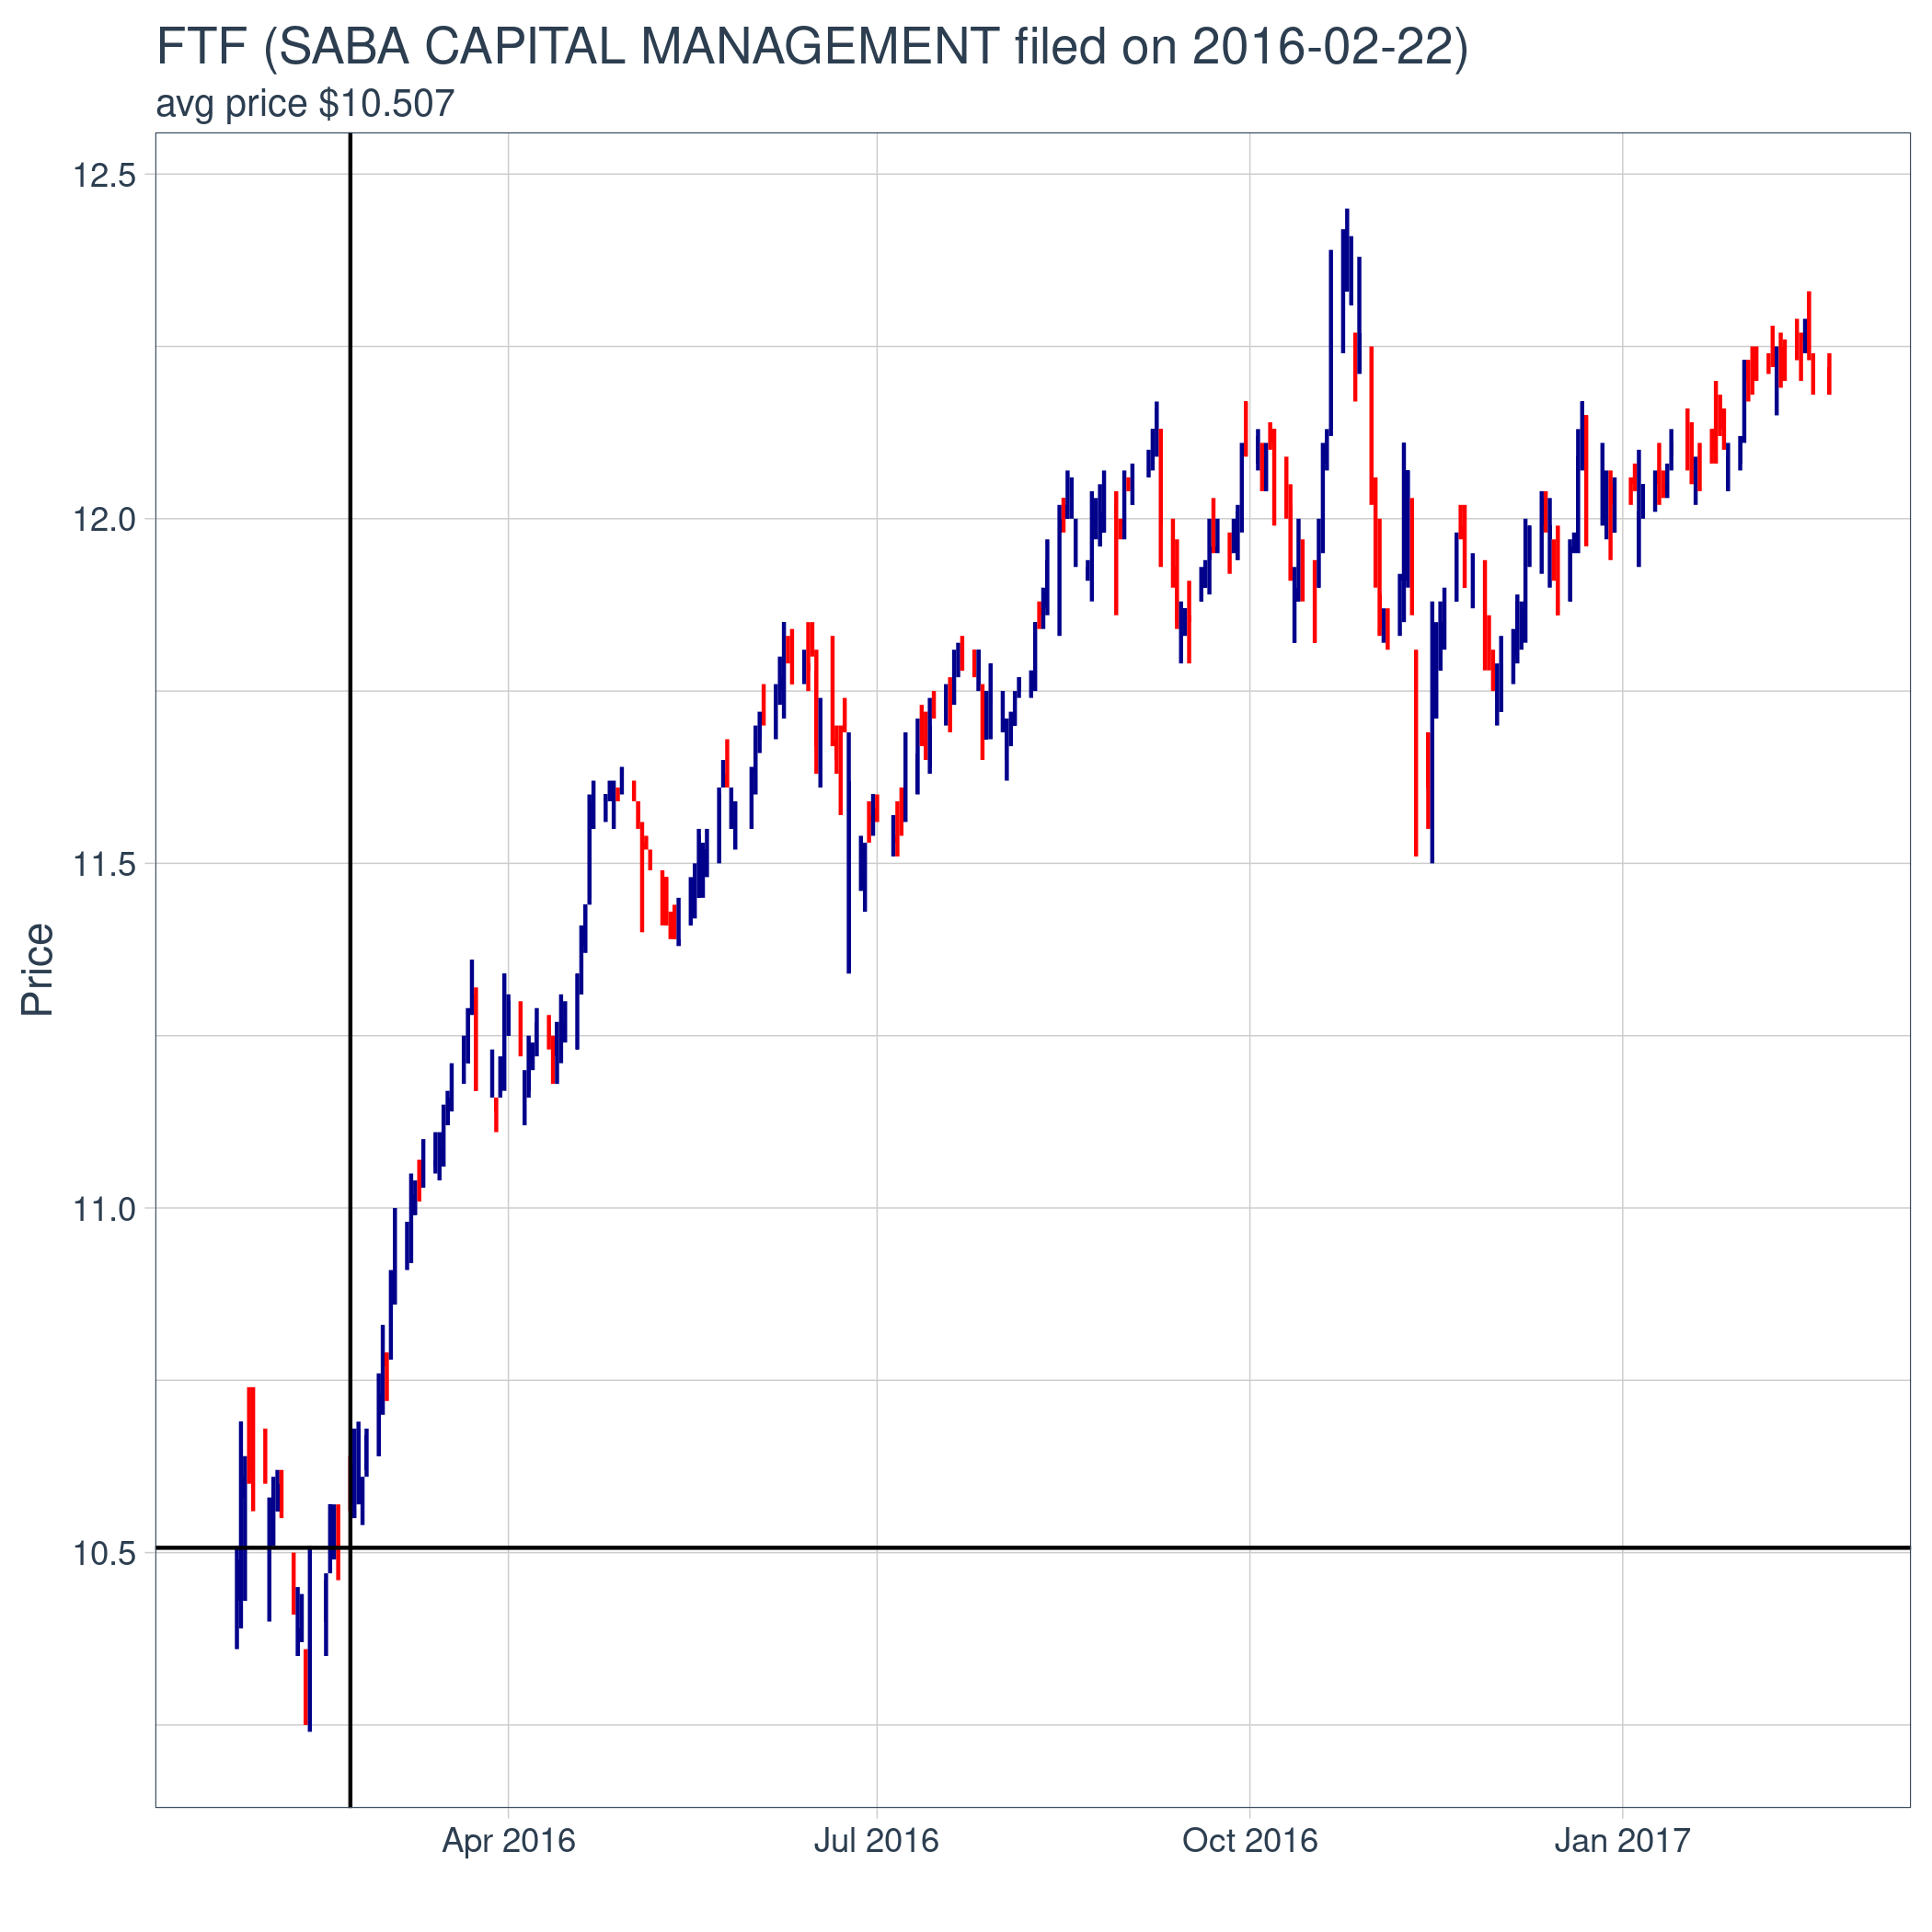 FTF (SABA CAPITAL MANAGEMENT filed on 2016-02-22)
avg price $10.507
12.5
12.0
11.5
11.0
10.5
Price
Apr 2016
Jul 2016
Oct 2016
Jan 2017